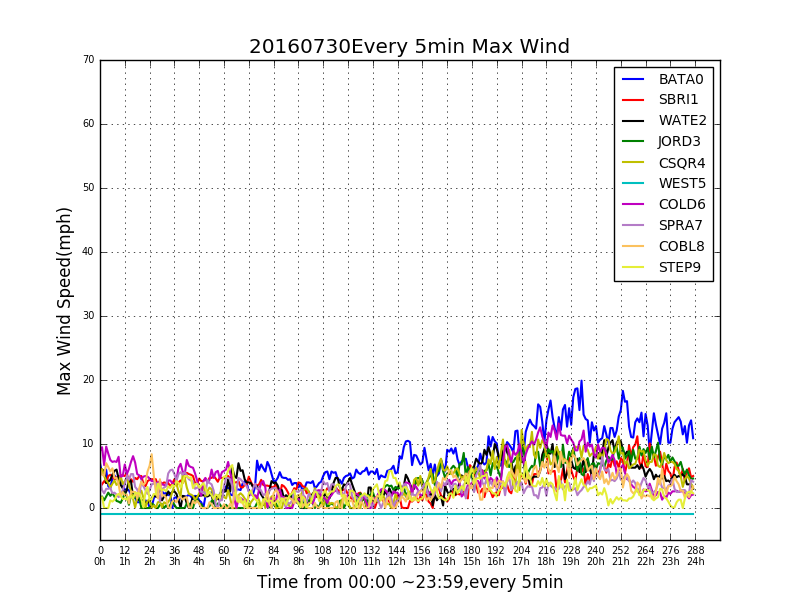 20160730Every 5min Max Wind
70
60
50
40
30
20
10
0
Max Wind Speed(mph)
BATA0
SBRI1
WATE2
JORD3
CSQR4
WEST5
COLD6
SPRA7
COBL8
STEP9
0 12 24 36 48 60 72 84 96 108 120 132 144 156 168 180 192 204 216 228 240 252 264 276 288
0h 1h 2h 3h 4h 5h 6h 7h 8h 9h 10h 11h 12h 13h 14h 15h 16h 17h 18h 19h 20h 21h 22h 23h 24h
Time from 00:00 ~23:59,every 5min